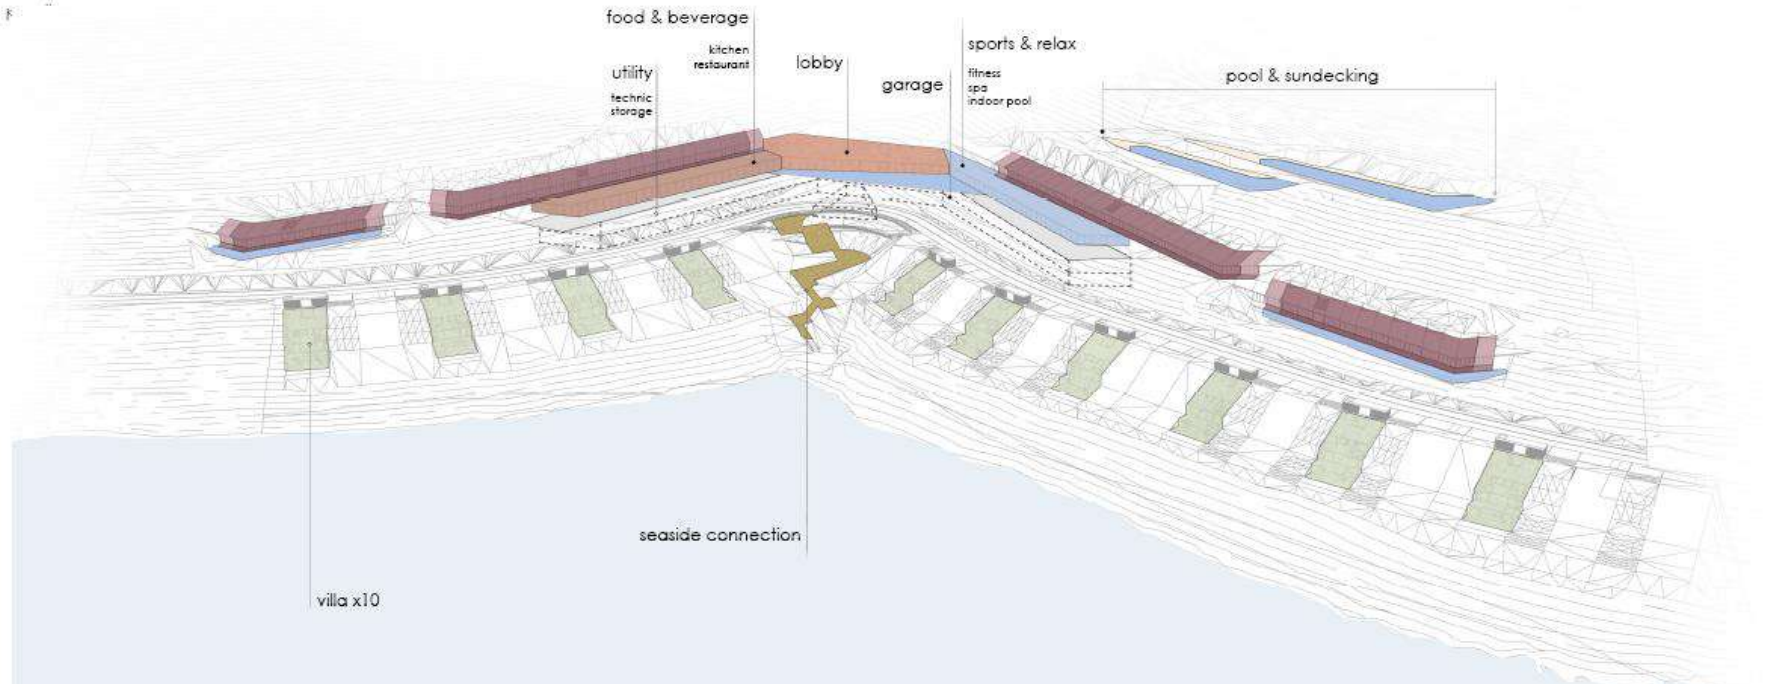 food & beverage
kitchen
restaurant
utility
technic
storage
lobby
garage
sports & relax
fitness
spa
indoor pool
pool & sundecking
seaside connection
villa x10